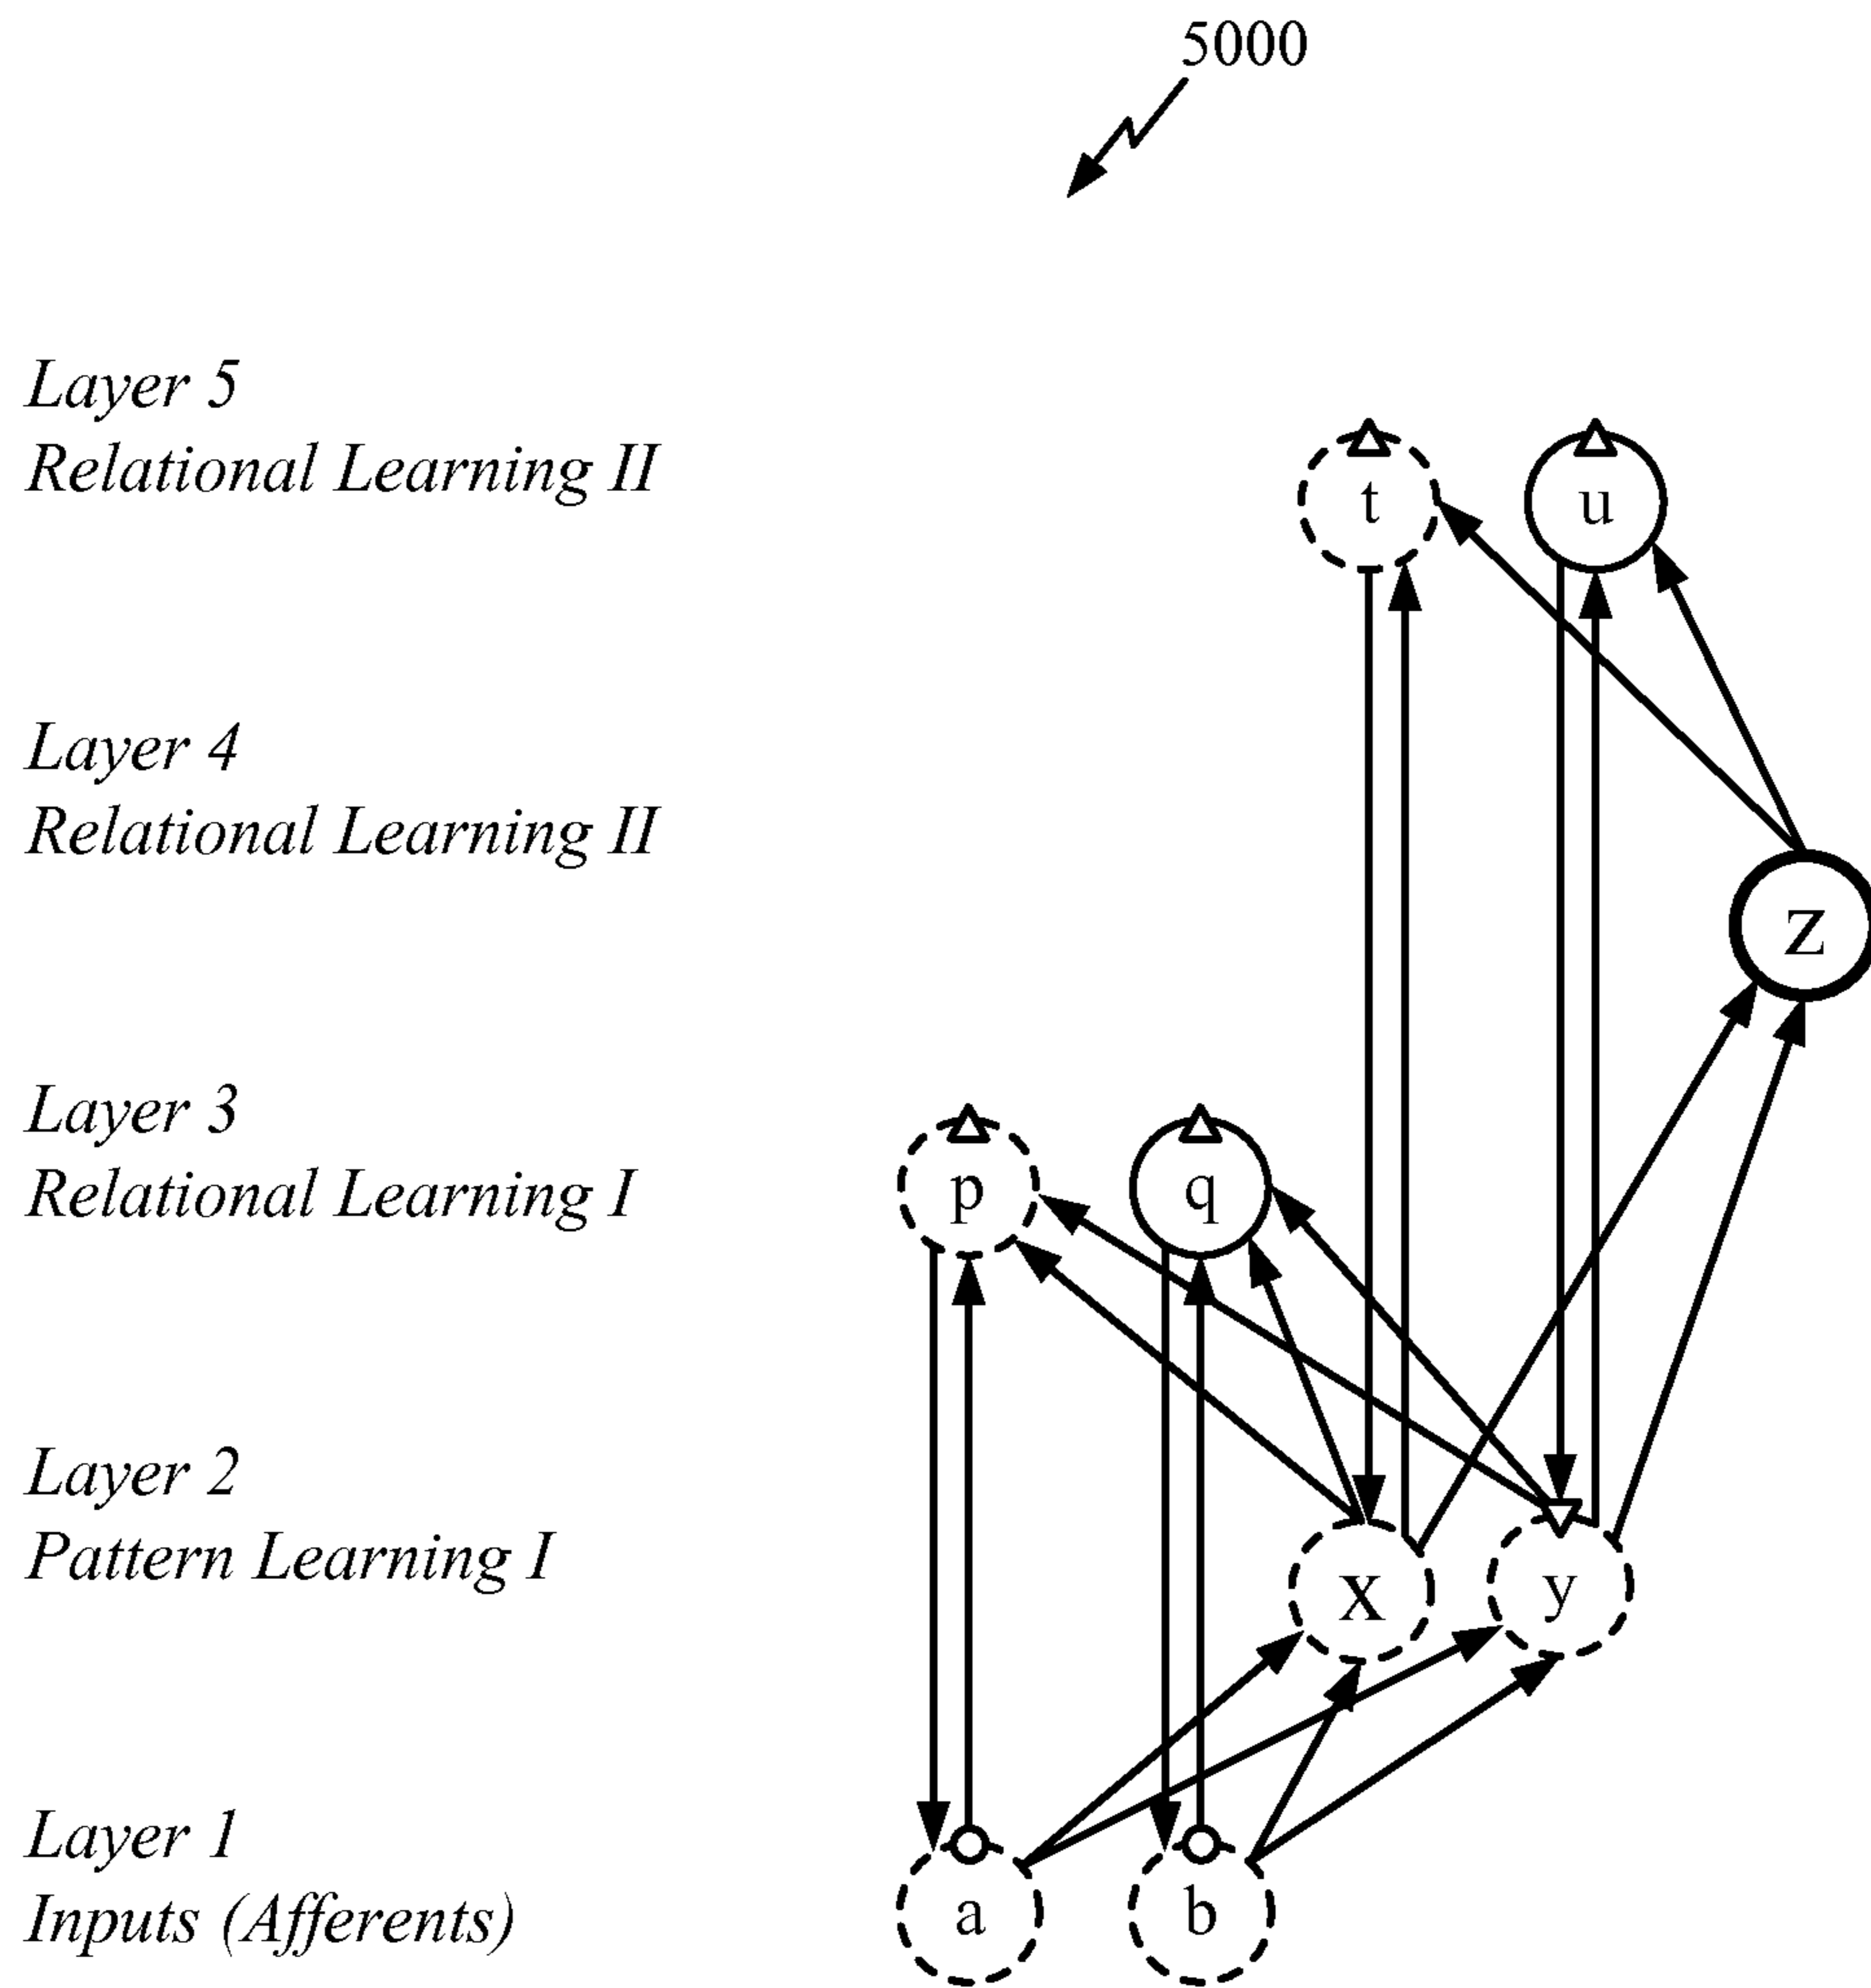 5000
Layer 5
Relational Learning II
t u
Layer 4
Relational Learning II
z
Layer 3
Relational Learning I
p q
Layer 2
Pattern Learning I
x y
Layer 1
Inputs (Afferents)
a b